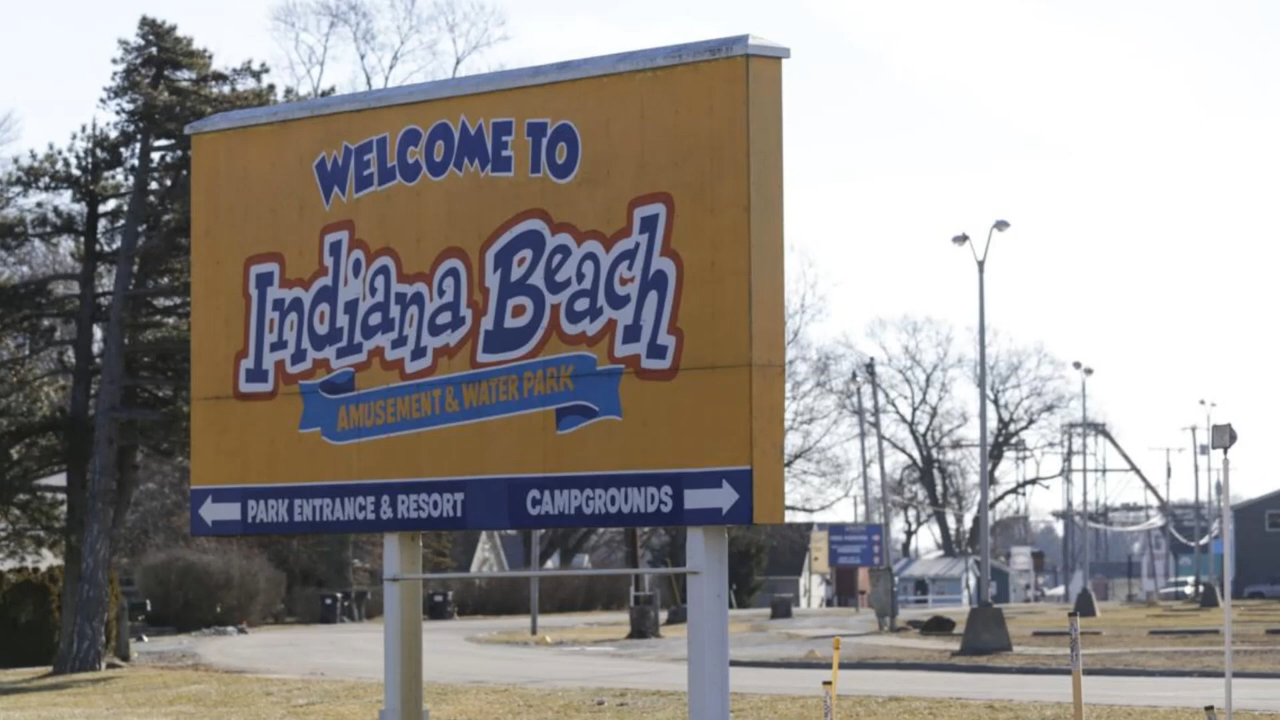 WELCOME TO
Indiana Beach
AMUSEMENT & WATER PARK
PARK ENTRANCE & RESORT
CAMPGROUNDS